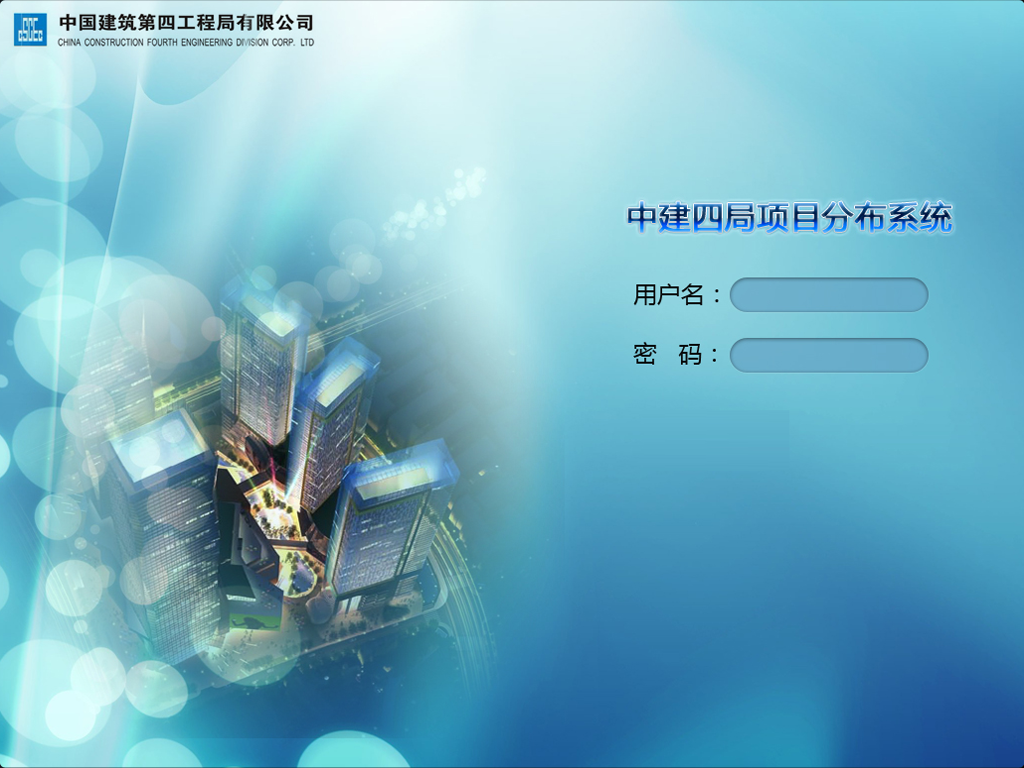 中国建筑第四工程局有限公司
CHINA CONSTRUCTION FOURTH ENGINEERING DIVISION CORP. LTD
中建四局项目分布系统
用户名：
密 码：